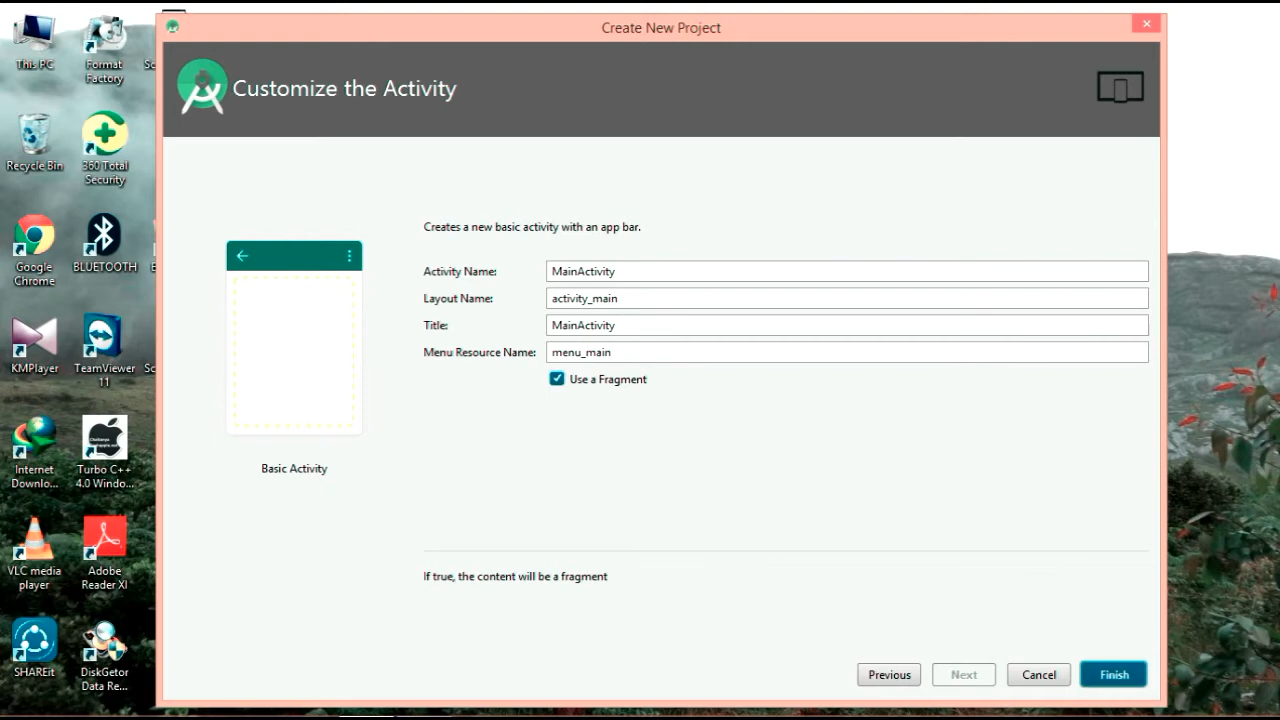 Create New Project
Customize the Activity
This PC
Format
Factory
Sc
Recycle Bin
360 Total
Security
Google
Chrome
BLUETOOTH
E
KMPlayer
TeamViewer
11
Sc
Internet
Downlo...
Turbo C++
4.0 Windo...
VLC media
player
Adobe
Reader XI
SHAREit
DiskGetor
Data Re...
Creates a new basic activity with an app bar.
Activity Name: MainActivity
Layout Name: activity_main
Title: MainActivity
Menu Resource Name: menu_main
Use a Fragment
Basic Activity
If true, the content will be a fragment
Previous Next Cancel Finish